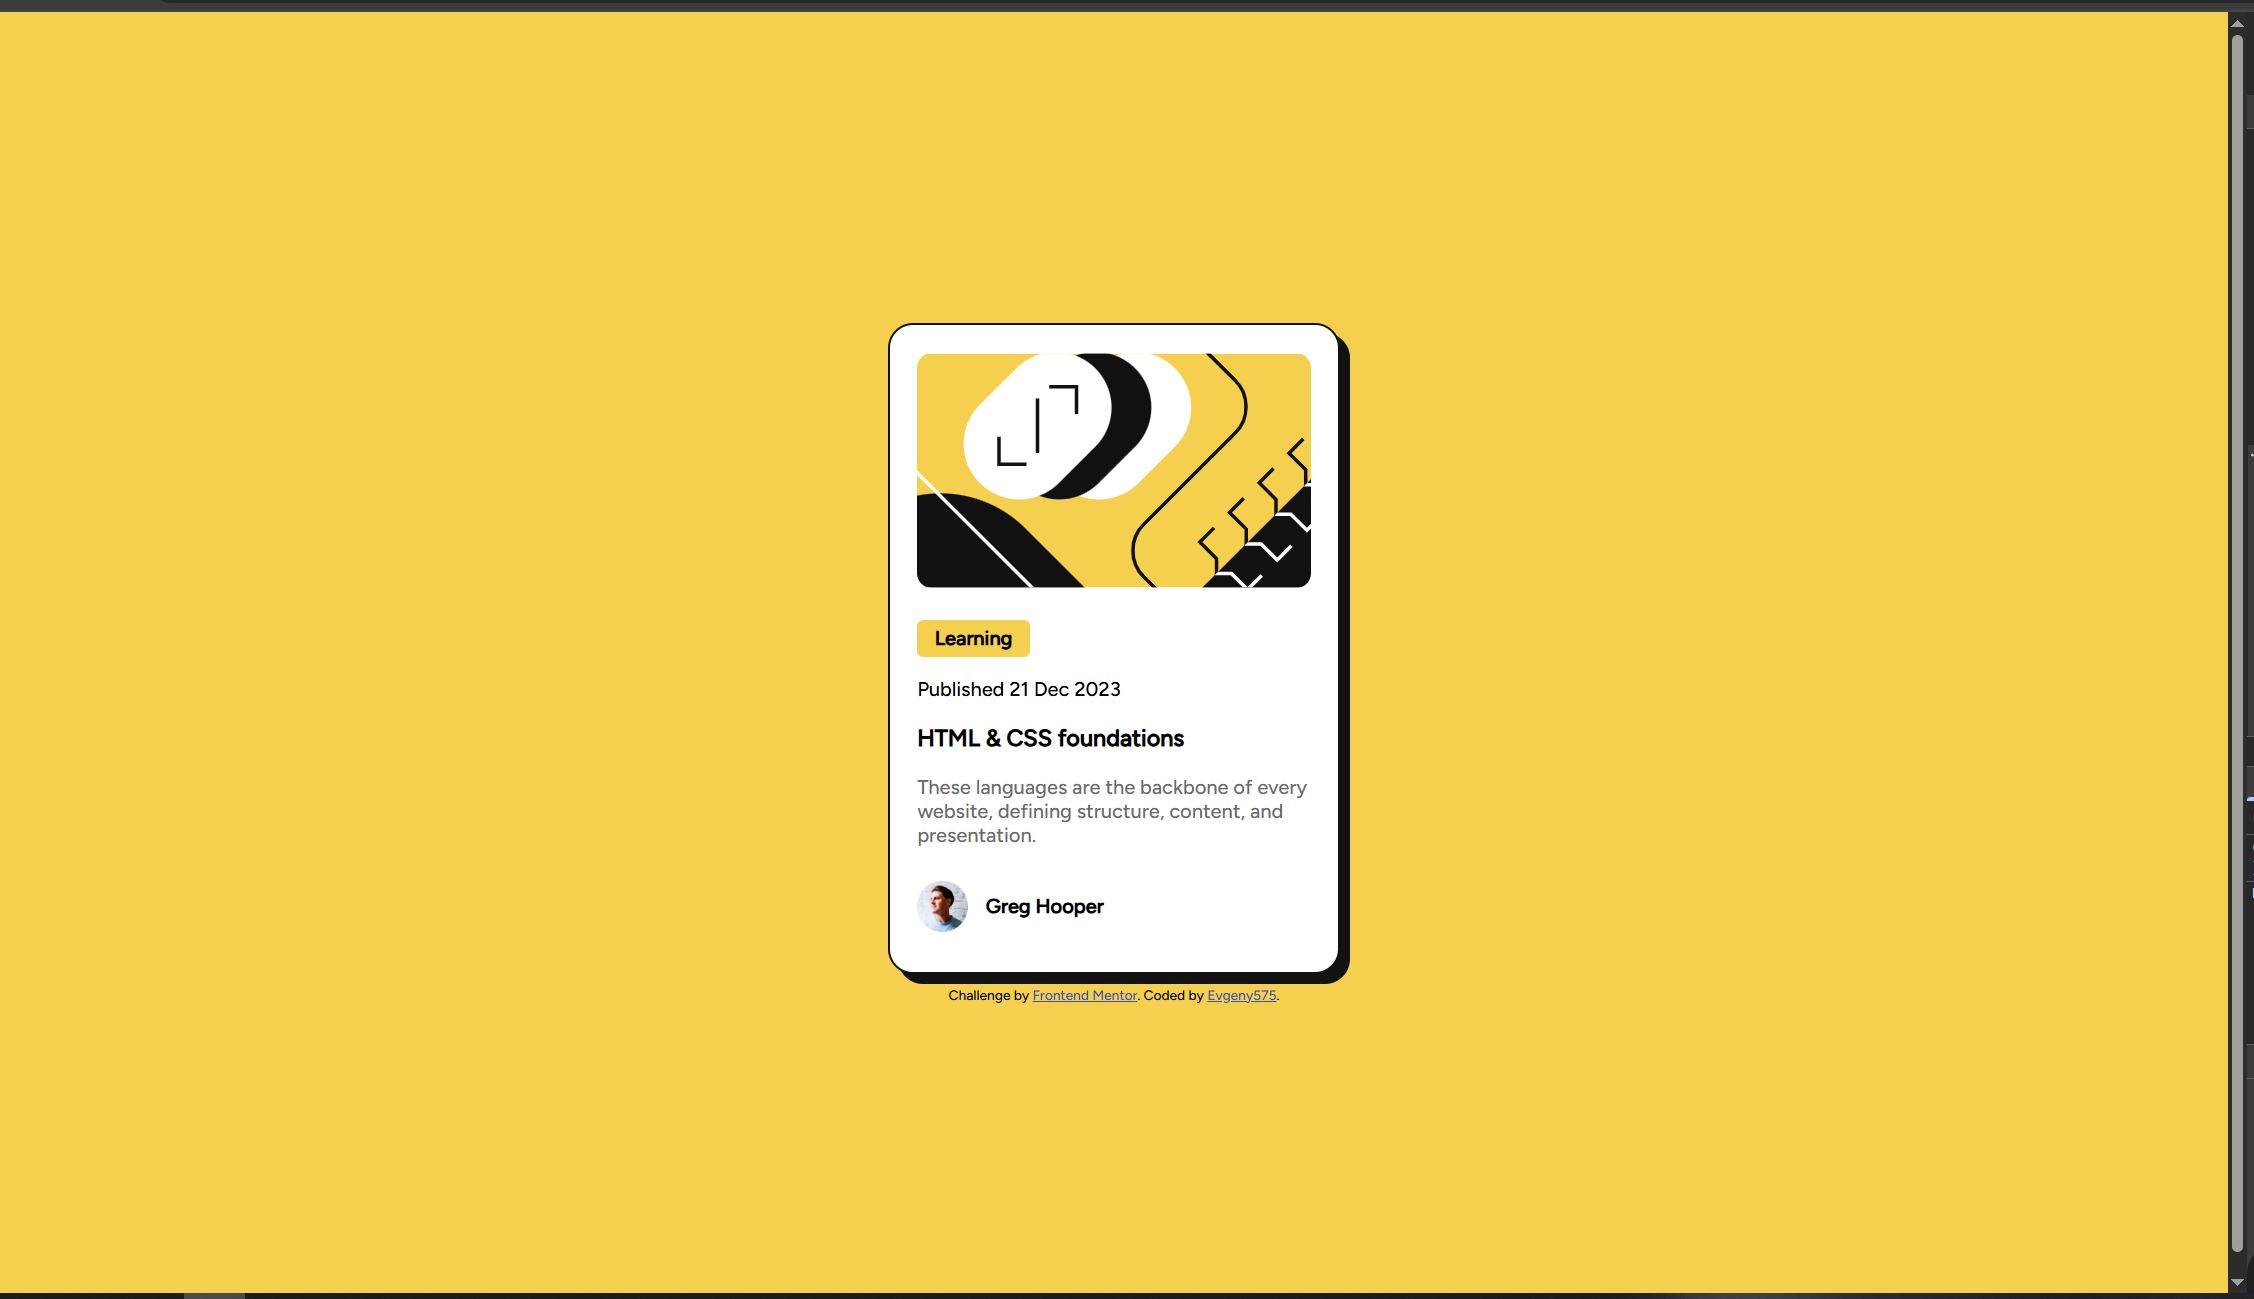 Learning
Published 21 Dec 2023
HTML & CSS foundations
These languages are the backbone of every
website, defining structure, content, and
presentation.
Greg Hooper
Challenge by Frontend Mentor. Coded by Evgeny575.